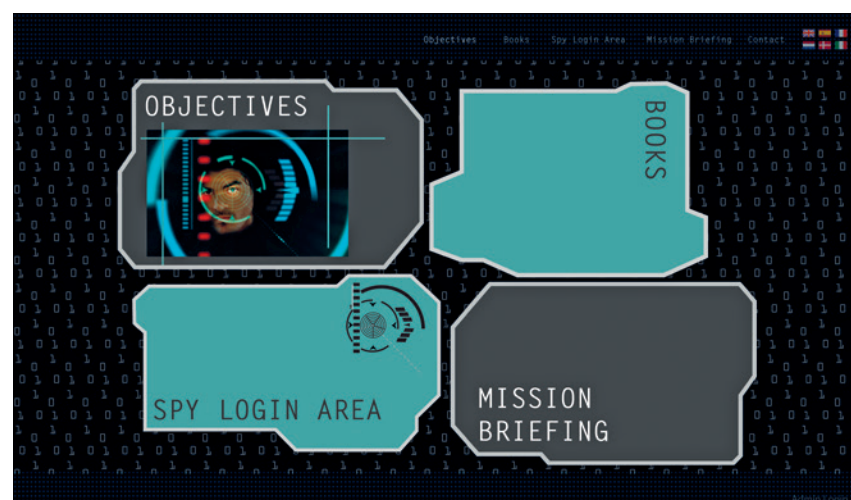 Objectives Books Spy Login Area Mission Briefing Contact
OBJECTIVES
BOOKS
SPY LOGIN AREA
MISSION
BRIEFING